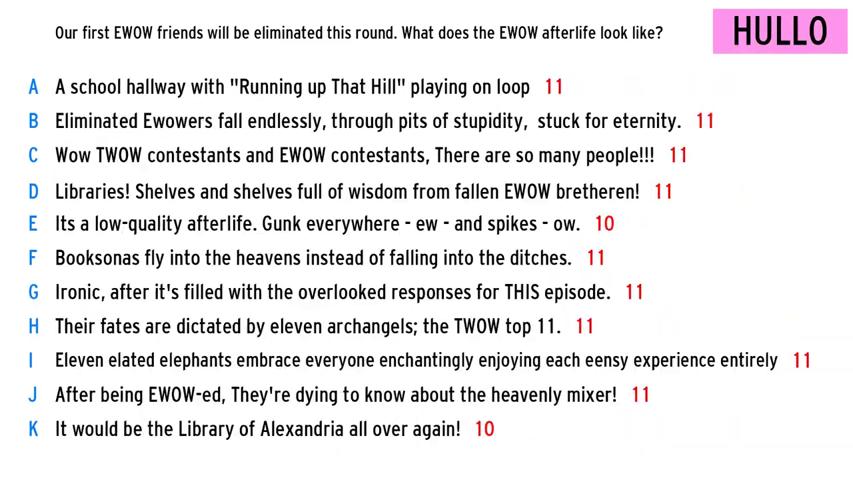 Our first EWOW friends will be eliminated this round. What does the EWOW afterlife look like?
HULLO
A A school hallway with "Running up That Hill" playing on loop 11
B Eliminated Ewowers fall endlessly, through pits of stupidity, stuck for eternity. 11
C Wow TWOW contestants and EWOW contestants, There are so many people!!! 11
D Libraries! Shelves and shelves full of wisdom from fallen EWOW bretheren! 11
E Its a low-quality afterlife. Gunk everywhere - ew - and spikes - ow. 10
F Booksonas fly into the heavens instead of falling into the ditches. 11
G Ironic, after it's filled with the overlooked responses for THIS episode. 11
H Their fates are dictated by eleven archangels; the TWOW top 11. 11
I Eleven elated elephants embrace everyone enchantingly enjoying each eensy experience entirely 11
J After being EWOW-ed, They're dying to know about the heavenly mixer! 11
K It would be the Library of Alexandria all over again! 10